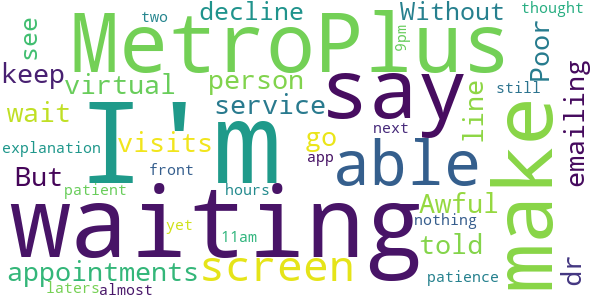 two
decline
Without
thought
see
MetroPlus
9pm
Poor
keep
virtual
person
say
line
emailing
wait
service
I'm
make
visits
go
next
still
explanation
front
app
able
But
patient
hours
waiting
Awful
yet
11am
nothing
told
appointments
screen
patience
dr
laters
almost